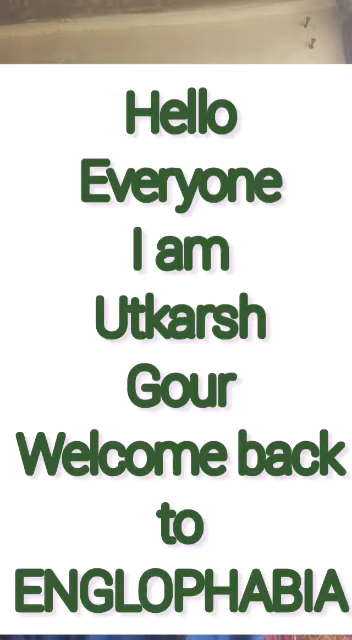 Hello
Everyone
I am
Utkarsh
Gour
Welcome back
to
ENGLOPHABIA